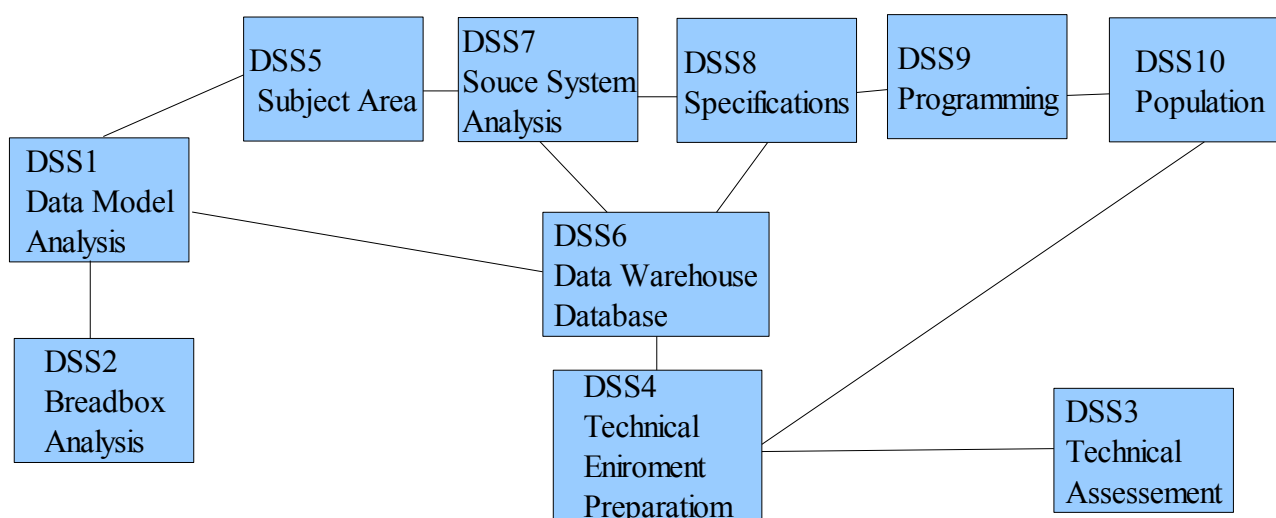 DSS5
Subject Area
DSS7
Souce System
Analysis
DSS8
Specifications
DSS9
Programming
DSS10
Population
DSS1
Data Model
Analysis
DSS6
Data Warehouse
Database
DSS2
Breadbox
Analysis
DSS4
Technical
Eniroment
Preparatiom
DSS3
Technical
Assessement